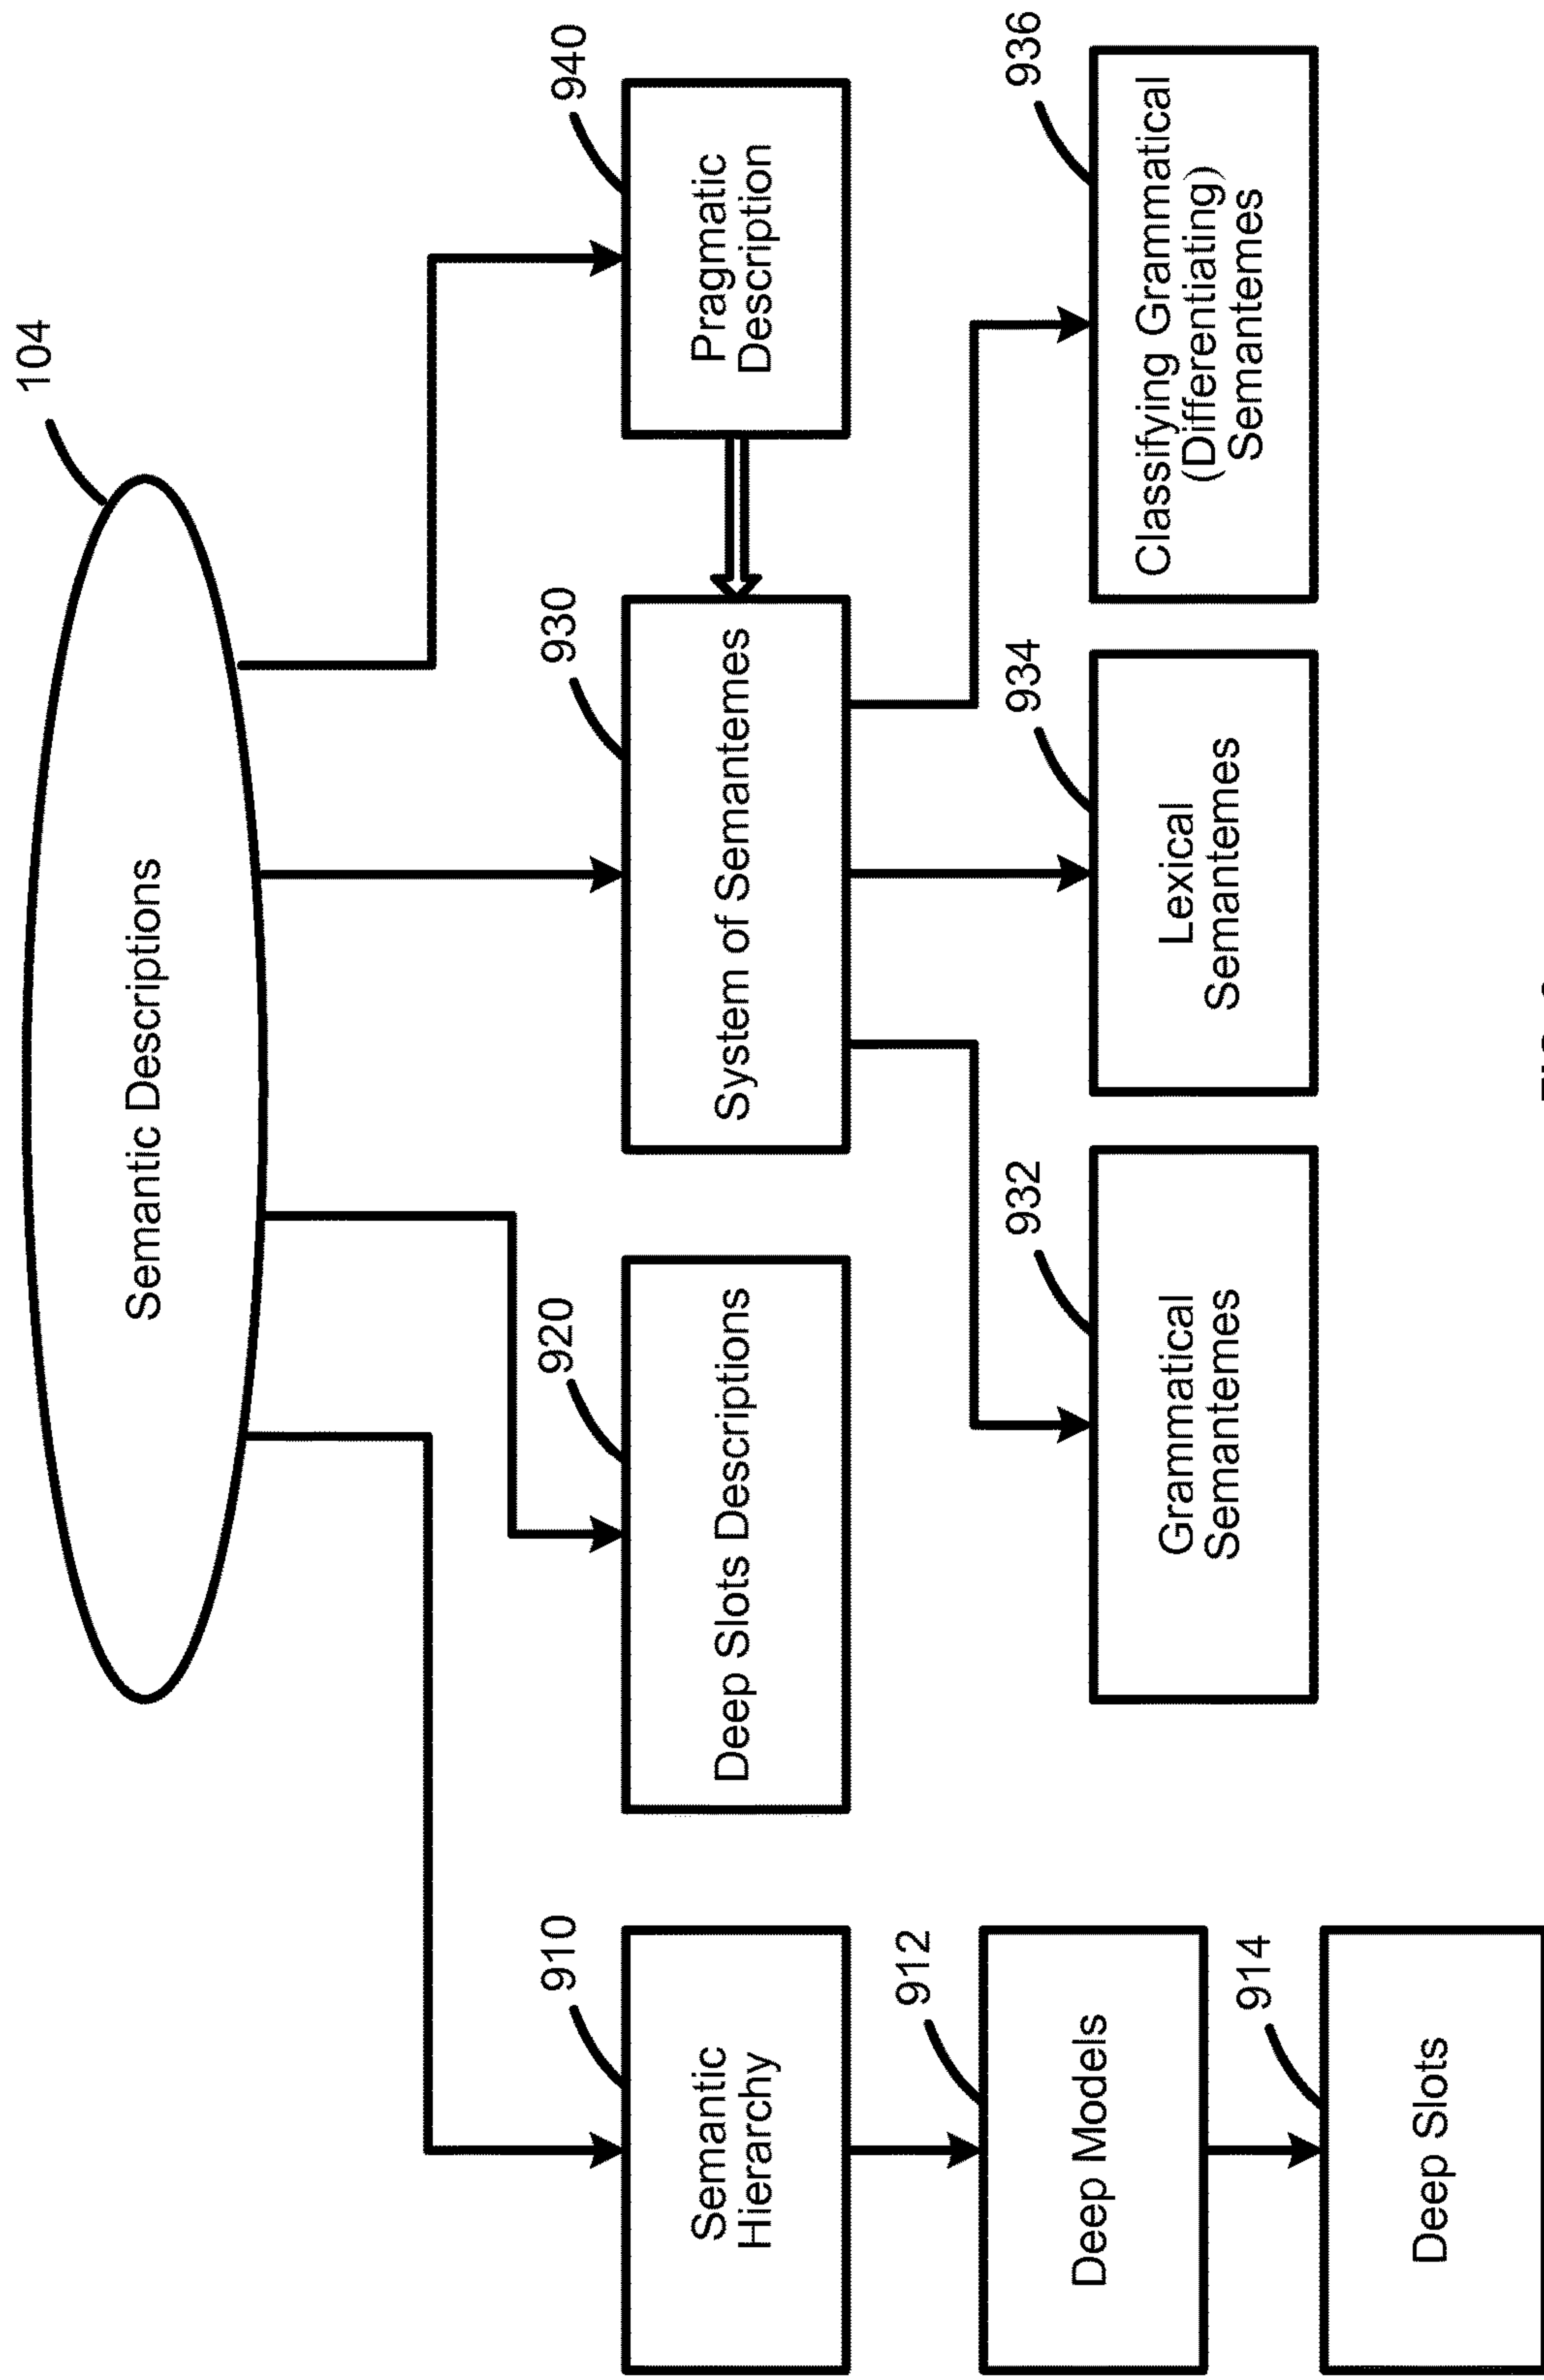 104
Semantic Descriptions
910
Semantic
Hierarchy
920
Deep Slots Descriptions
930
System of Semantemes
940
Pragmatic
Description
912
Deep Models
914
Deep Slots
932
Grammatical
Semantemes
934
Lexical
Semantemes
936
Classifying Grammatical
(Differentiating)
Semantemes